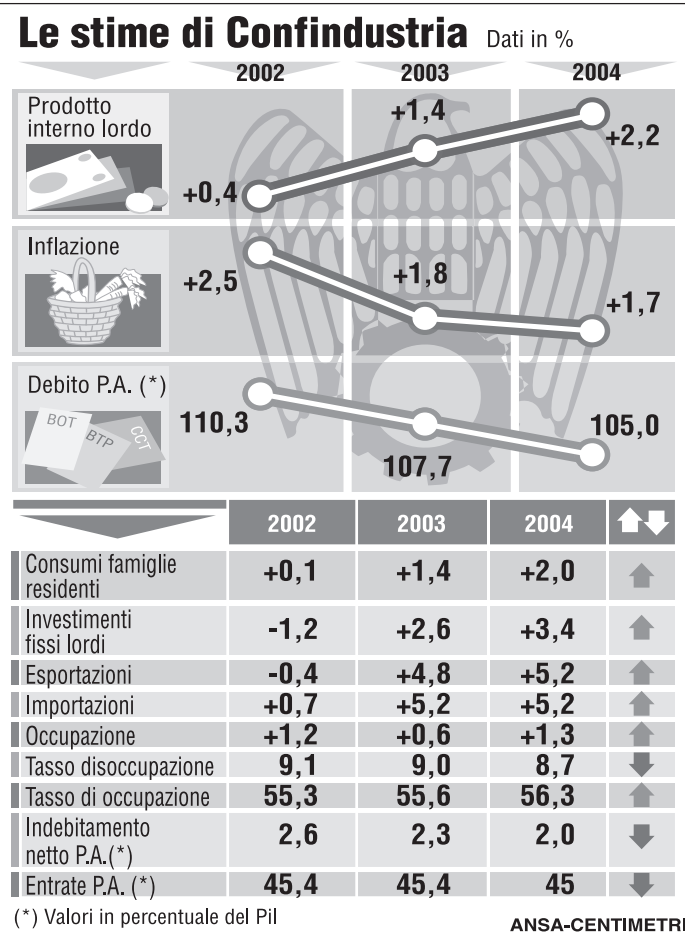 Le stime di Confindustria Dati in %
2002 2003 2004
Prodotto
interno lordo
+0,4 +1,4 +2,2
Inflazione
+2,5 +1,8 +1,7
Debito P.A. (*)
BOT BTP CCT
110,3 107,7 105,0
2002 2003 2004
Consumi famiglie
residenti +0,1 +1,4 +2,0
Investimenti
fissi lordi -1,2 +2,6 +3,4
Esportazioni -0,4 +4,8 +5,2
Importazioni +0,7 +5,2 +5,2
Occupazione +1,2 +0,6 +1,3
Tasso disoccupazione 9,1 9,0 8,7
Tasso di occupazione 55,3 55,6 56,3
Indebitamento
netto P.A.(*) 2,6 2,3 2,0
Entrate P.A. (*) 45,4 45,4 45
(*) Valori in percentuale del Pil
ANSA-CENTIMETRI